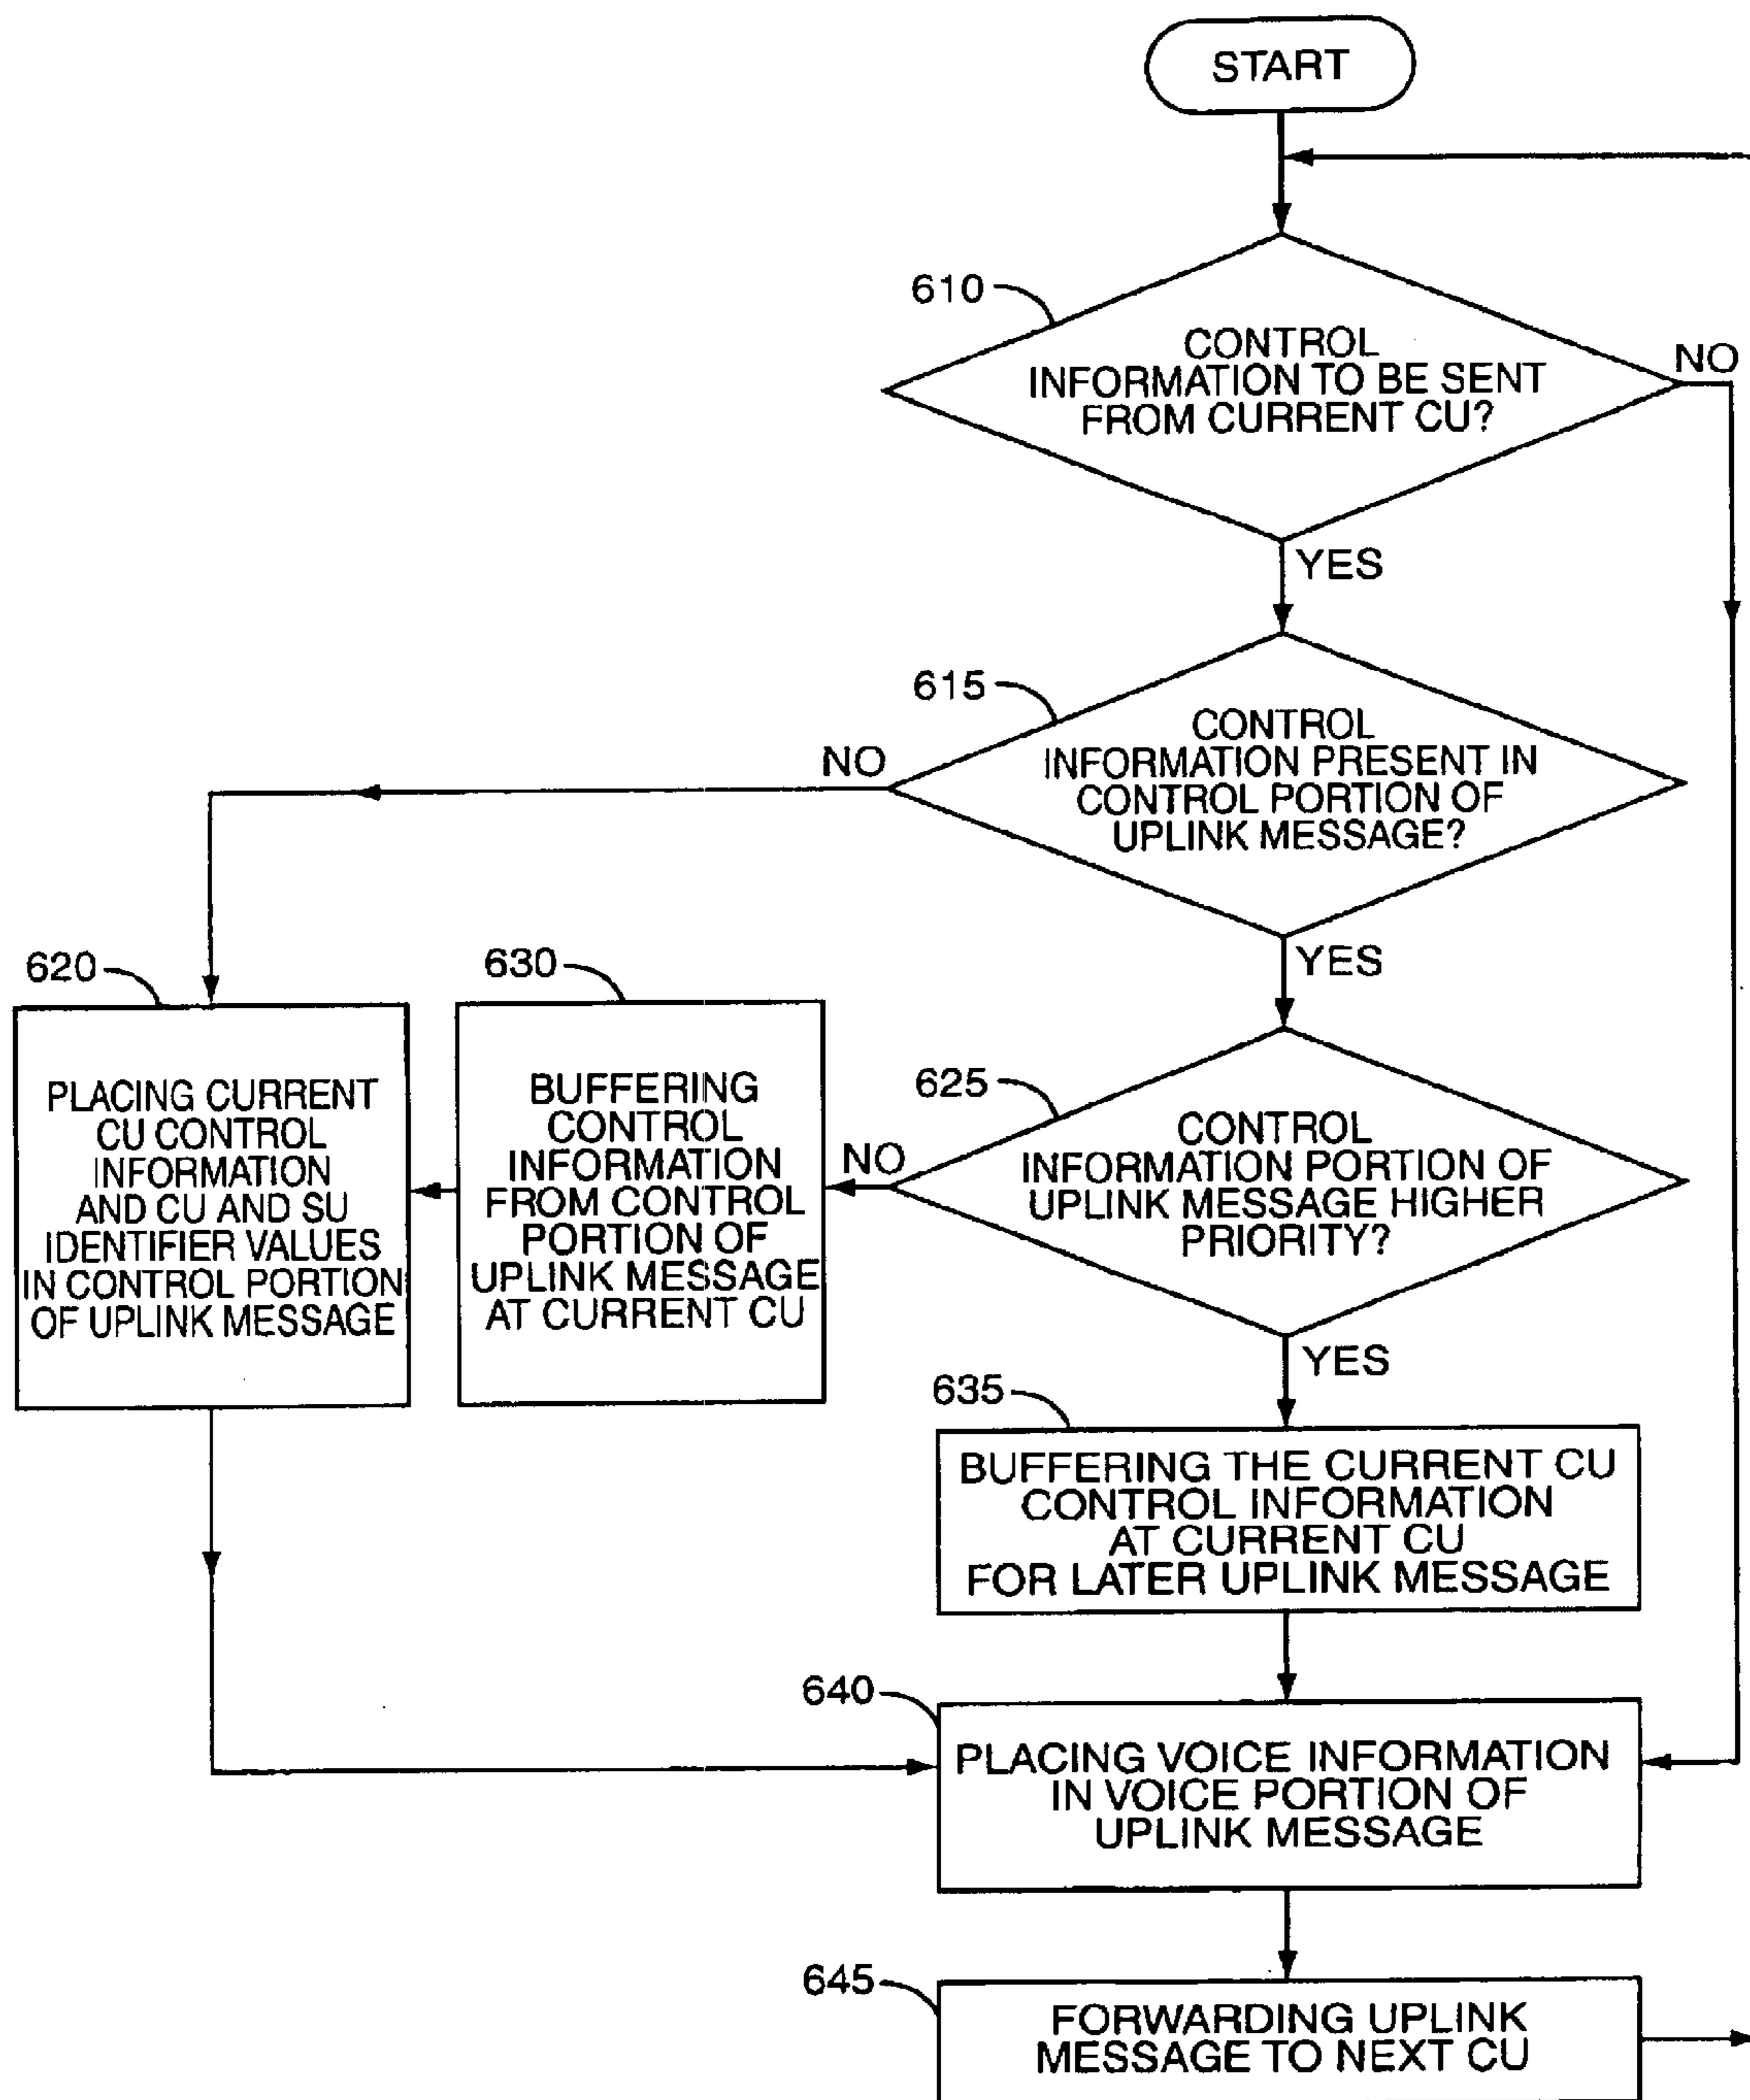 START
610
CONTROL
INFORMATION TO BE SENT
FROM CURRENT CU?
NO
YES
615
CONTROL
INFORMATION PRESENT IN
CONTROL PORTION OF
UPLINK MESSAGE?
NO
YES
620
PLACING CURRENT
CU CONTROL
INFORMATION
AND CU AND SU
IDENTIFIER VALUES
IN CONTROL PORTION
OF UPLINK MESSAGE
630
BUFFERING
CONTROL
INFORMATION
FROM CONTROL
PORTION OF
UPLINK MESSAGE
AT CURRENT CU
625
CONTROL
INFORMATION PORTION OF
UPLINK MESSAGE HIGHER
PRIORITY?
NO
YES
635
BUFFERING THE CURRENT CU
CONTROL INFORMATION
AT CURRENT CU
FOR LATER UPLINK MESSAGE
640
PLACING VOICE INFORMATION
IN VOICE PORTION OF
UPLINK MESSAGE
645
FORWARDING UPLINK
MESSAGE TO NEXT CU